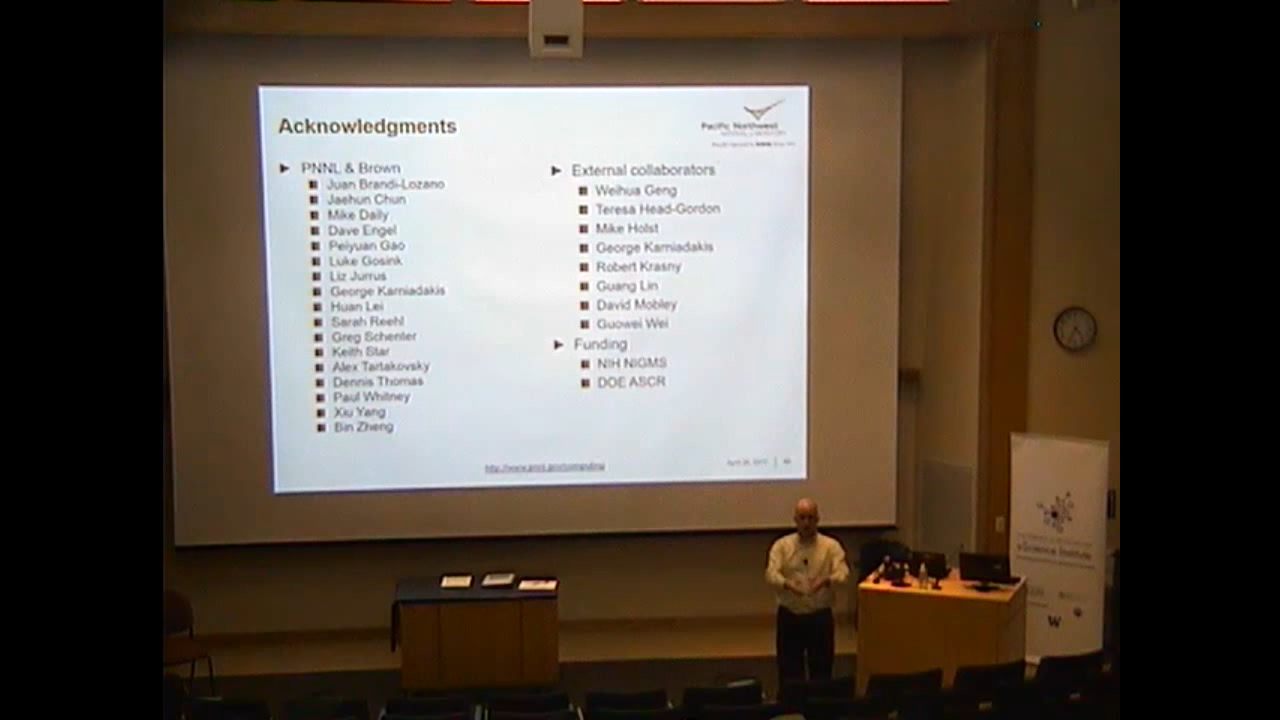 Acknowledgments
Pacific Northwest
NATIONAL LABORATORY
PNNL & Brown
Juan Brandi-Lozano
Jaehun Chun
Mike Daily
Dave Engel
Peiyuan Gao
Luke Gosink
Liz Jurrus
George Karniadakis
Huan Lei
Sarah Reehl
Greg Schenter
Keith Star
Alex Tartakovsky
Dennis Thomas
Paul Whitney
Xiu Yang
Bin Zheng
External collaborators
Weihua Geng
Teresa Head-Gordon
Mike Holst
George Karniadakis
Robert Krasny
Guang Lin
David Mobley
Guowei Wei
Funding
NIH NIGMS
DOE ASCR
http://www.pnnl.gov/computing
eScience Institute
W